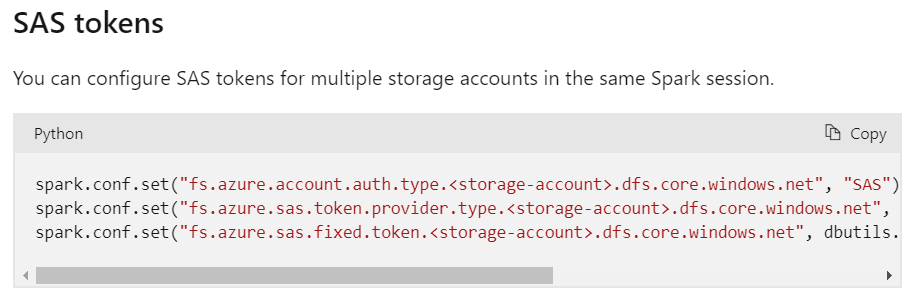 SAS tokens
You can configure SAS tokens for multiple storage accounts in the same Spark session.
Python Copy
spark.conf.set("fs.azure.account.auth.type.<storage-account>.dfs.core.windows.net", "SAS")
spark.conf.set("fs.azure.sas.token.provider.type.<storage-account>.dfs.core.windows.net",
spark.conf.set("fs.azure.sas.fixed.token.<storage-account>.dfs.core.windows.net", dbutils.